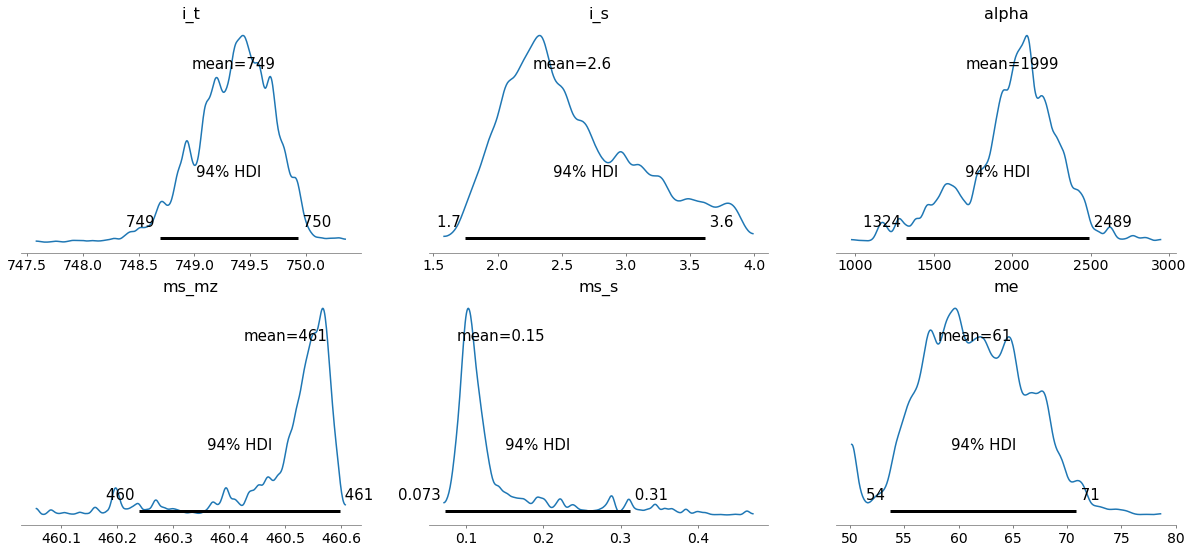 i_t
mean=749
94% HDI
749 750
747.5 748.0 748.5 749.0 749.5 750.0
i_s
mean=2.6
94% HDI
1.7 3.6
1.5 2.0 2.5 3.0 3.5 4.0
alpha
mean=1999
94% HDI
1324 2489
1000 1500 2000 2500 3000
ms_mz
mean=461
94% HDI
460 461
460.1 460.2 460.3 460.4 460.5 460.6
ms_s
mean=0.15
94% HDI
0.073 0.31
0.1 0.2 0.3 0.4
me
mean=61
94% HDI
54 71
50 55 60 65 70 75 80